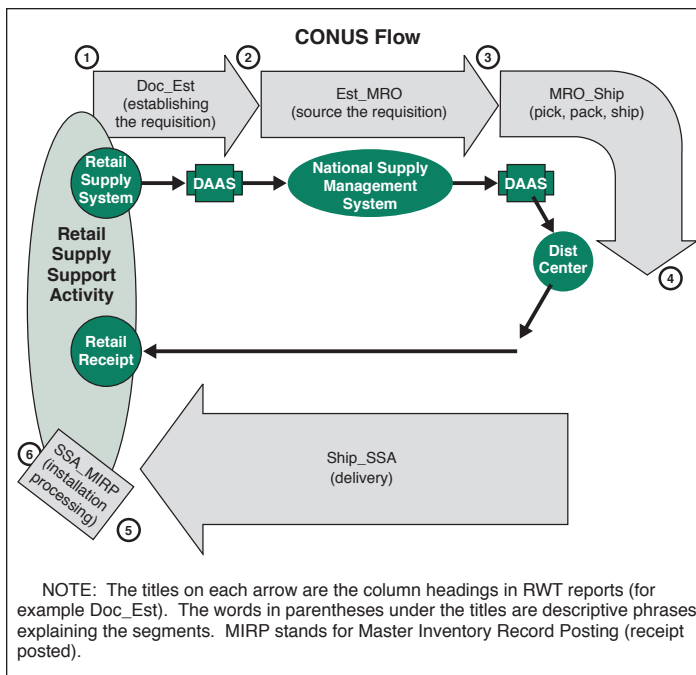 CONUS Flow
1
2
3
Doc_Est
(establishing
the requisition)
Est_MRO
(source the requisition)
MRO_Ship
(pick, pack, ship)
Retail
Supply
System
DAAS
National Supply
Management
System
DAAS
Retail
Supply
Support
Activity
Dist
Center
4
Retail
Receipt
6
SSA_MIRP
(installation
processing)
5
Ship_SSA
(delivery)
NOTE: The titles on each arrow are the column headings in RWT reports (for
example Doc_Est). The words in parentheses under the titles are descriptive phrases
explaining the segments. MIRP stands for Master Inventory Record Posting (receipt
posted).